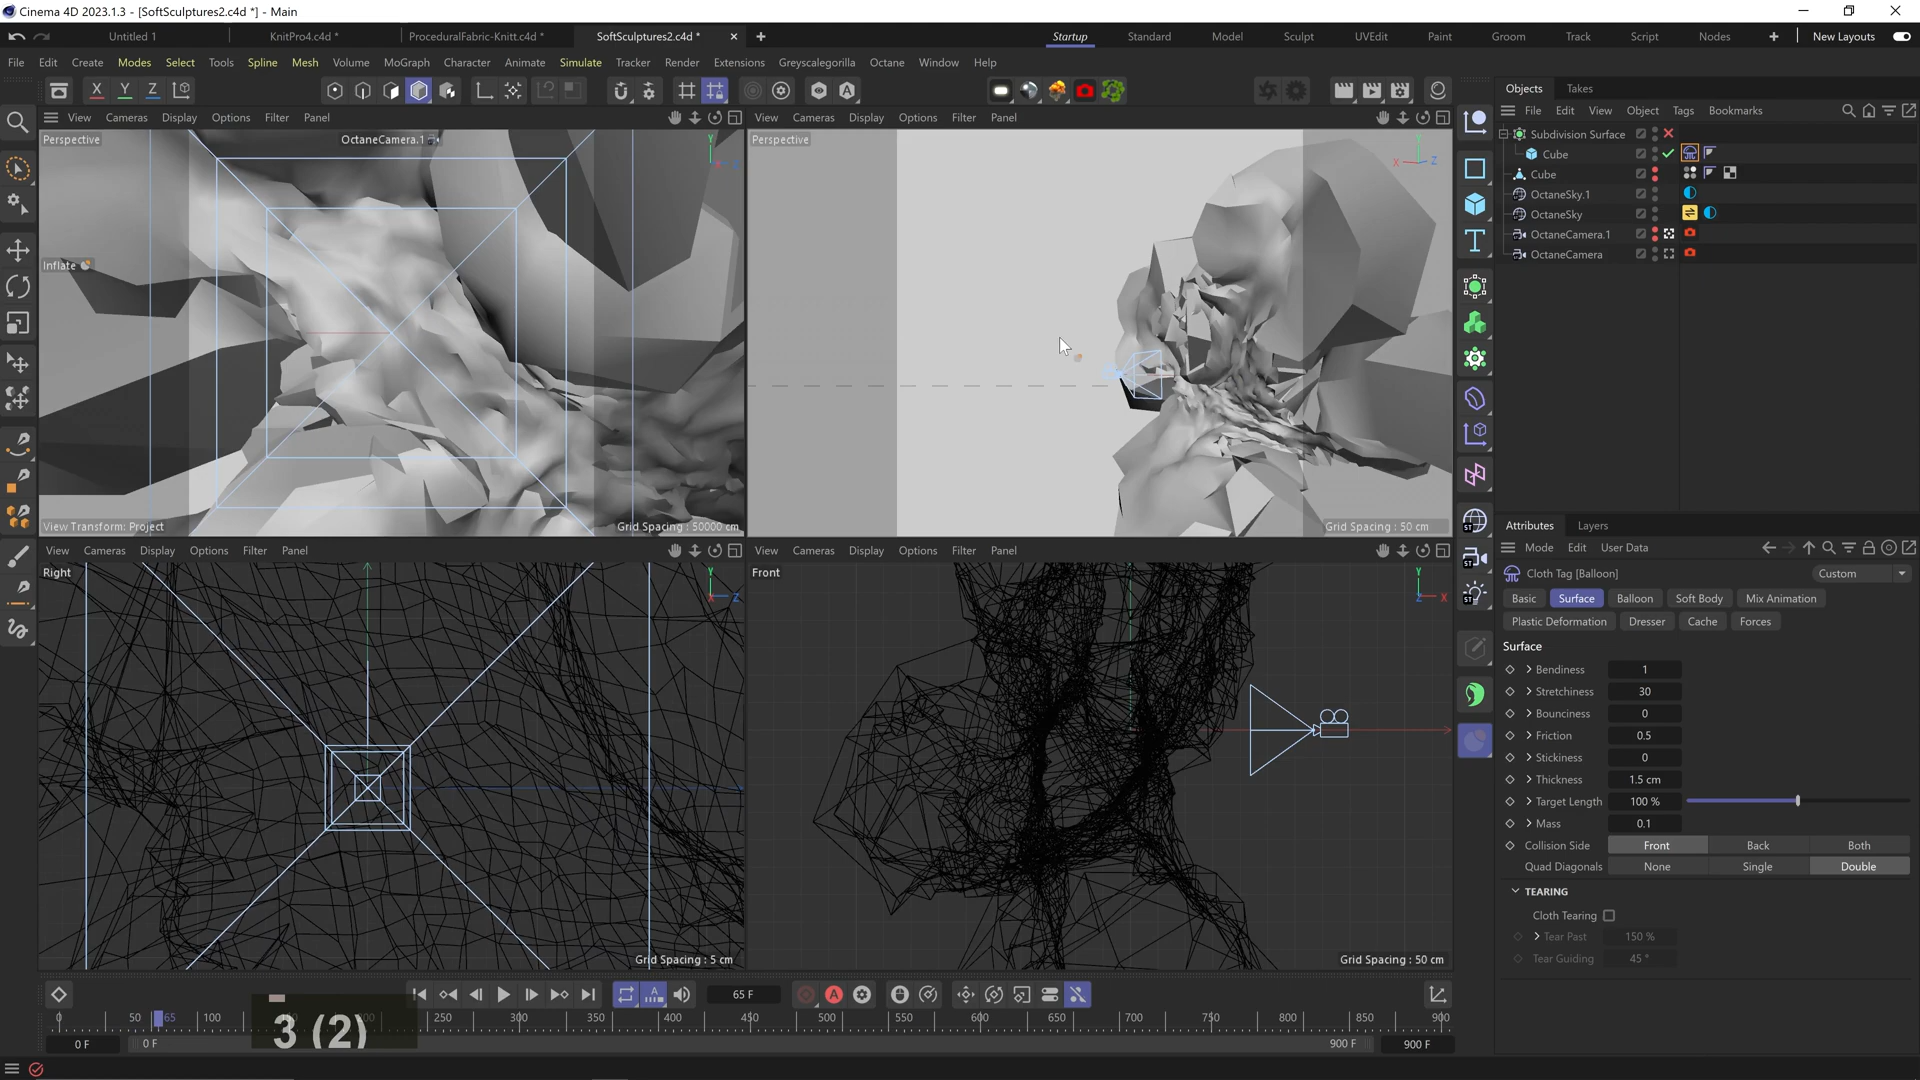 Cinema 4D 2023.1.3 - [SoftSculptures2.c4d *] - Main
Untitled 1 KnitPro4.c4d * ProceduralFabric-Knitt.c4d * SoftSculptures2.c4d * Startup Standard Model Sculpt UVEdit Paint Groom Track Script Nodes New Layouts
File Edit Create Modes Select Tools Spline Mesh Volume MoGraph Character Animate Simulate Tracker Render Extensions Greyscalegorilla Octane Window Help
X Y Z
Objects Takes
File Edit View Object Tags Bookmarks
View Cameras Display Options Filter Panel
View Cameras Display Options Filter Panel
Perspective OctaneCamera.1
Perspective
Y
Y X Z
Inflate
View Transform: Project Grid Spacing : 50000 cm
Grid Spacing : 50 cm
Subdivision Surface
Cube
Cube
OctaneSky.1
OctaneSky
OctaneCamera.1
OctaneCamera
View Cameras Display Options Filter Panel
View Cameras Display Options Filter Panel
Right
Front
Y Z
Y Z X
Grid Spacing : 5 cm
Grid Spacing : 50 cm
Attributes Layers
Mode Edit User Data
Cloth Tag [Balloon] Custom
Basic Surface Balloon Soft Body Mix Animation
Plastic Deformation Dresser Cache Forces
Surface
Bendiness 1
Stretchiness 30
Bounciness 0
Friction 0.5
Stickiness 0
Thickness 1.5 cm
Target Length 100 %
Mass 0.1
Collision Side Front Back Both
Quad Diagonals None Single Double
TEARING
Cloth Tearing
Tear Past 150 %
Tear Guiding 45 °
65 F
0 50 65 100 250 300 350 400 450 500 550 600 650 700 750 800 850 900
3 (2)
0 F 0 F 900 F 900 F